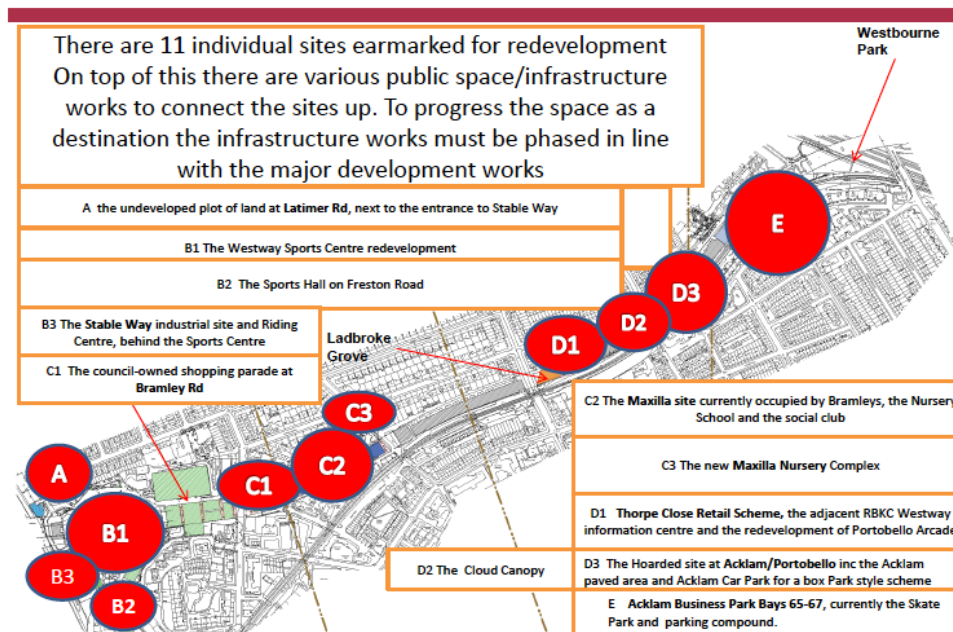 There are 11 individual sites earmarked for redevelopment
On top of this there are various public space/infrastructure
works to connect the sites up. To progress the space as a
destination the infrastructure works must be phased in line
with the major development works
Westbourne
Park
A the undeveloped plot of land at Latimer Rd, next to the entrance to Stable Way
B1 The Westway Sports Centre redevelopment
B2 The Sports Hall on Freston Road
B3 The Stable Way industrial site and Riding
Centre, behind the Sports Centre
C1 The council-owned shopping parade at
Bramley Rd
Ladbroke
Grove
E
D3
D2
D1
C3
C2
C1
A
B1
B3
B2
C2 The Maxilla site currently occupied by Bramleys, the Nursery
School and the social club
C3 The new Maxilla Nursery Complex
D1 Thorpe Close Retail Scheme, the adjacent RBKC Westway
information centre and the redevelopment of Portobello Arcade
D2 The Cloud Canopy
D3 The Hoarded site at Acklam/Portobello inc the Acklam
paved area and Acklam Car Park for a box Park style scheme
E Acklam Business Park Bays 65-67, currently the Skate
Park and parking compound.